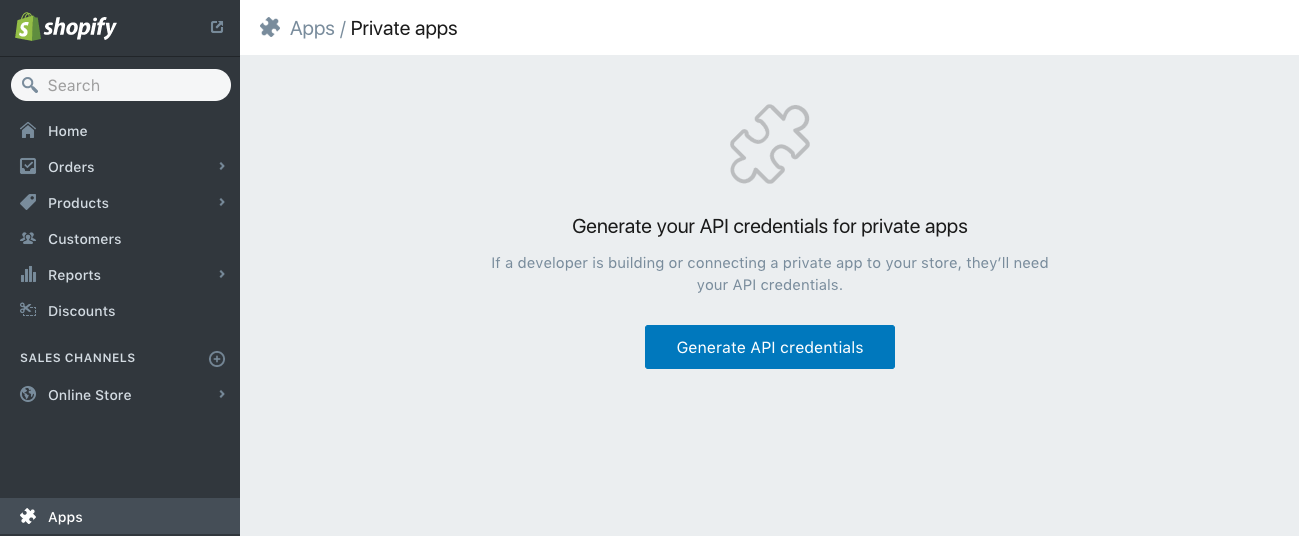 shopify
Search
Home
Orders
Products
Customers
Reports
Discounts
SALES CHANNELS
Online Store
Apps
Apps / Private apps
Generate your API credentials for private apps
If a developer is building or connecting a private app to your store, they’ll need
your API credentials.
Generate API credentials